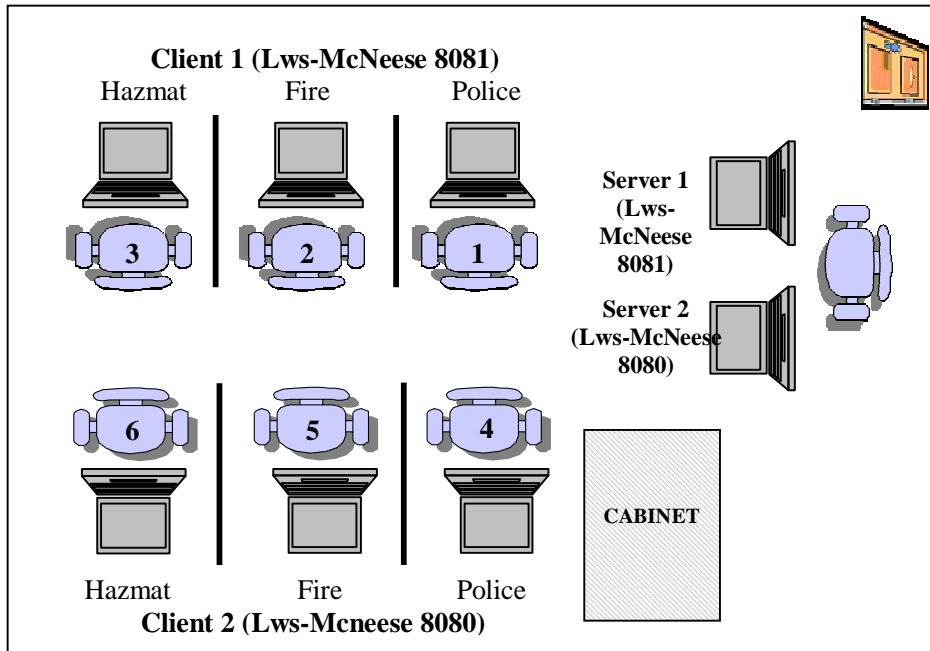 Client 1 (Lws-McNeese 8081)
Hazmat Fire Police
3 2 1
Server 1
(Lws-
McNeese
8081)
Server 2
(Lws-McNeese
8080)
6 5 4
CABINET
Hazmat Fire Police
Client 2 (Lws-Mcneese 8080)